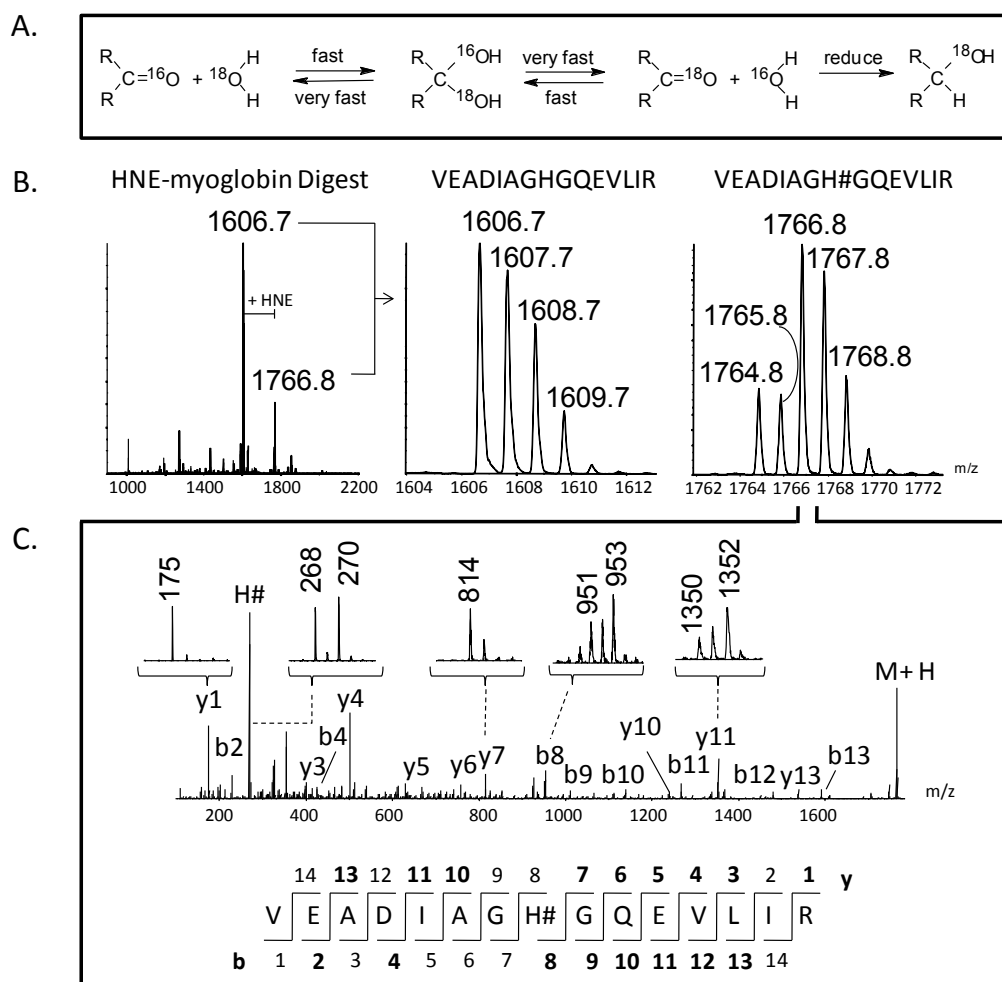 A.
R R C=¹⁶O + ¹⁸O H H fast very fast R R C ¹⁶OH ¹⁸OH very fast fast R R C=¹⁸O + ¹⁶O H H reduce R R C ¹⁸OH H
B.
HNE-myoglobin Digest VEADIAGHGQEVLIR VEADIAGH#GQEVLIR
1606.7 + HNE 1766.8
1000 1400 1800 2200
1606.7
1607.7
1608.7
1609.7
1604 1606 1608 1610 1612
1766.8
1767.8
1765.8
1764.8 1768.8
m/z
1762 1764 1766 1768 1770 1772
C.
175 268 270 814 951 953 1350 1352
H# M + H
y1 b2 y3 b4 y4 y5 y6 y7 b8 b9 b10 y10 b11 y11 b12 y13 b13
m/z
200 400 600 800 1000 1200 1400 1600
14 13 12 11 10 9 8 7 6 5 4 3 2 1 y
V E A D I A G H# G Q E V L I R
b 1 2 3 4 5 6 7 8 9 10 11 12 13 14